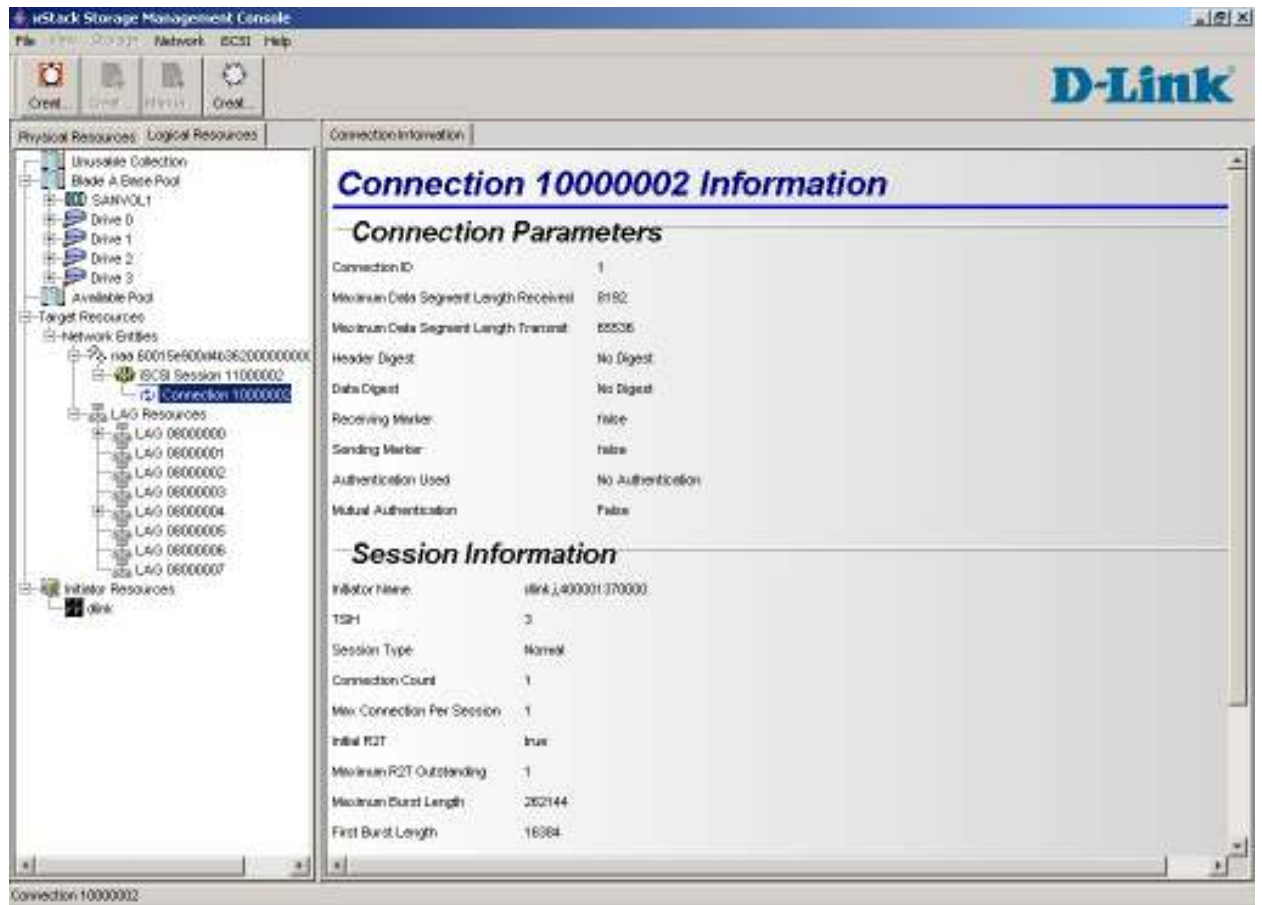 xStack Storage Management Console
File View Storage Network iSCSI Help
Creat... Creat... Creat...
D-Link
Physical Resources Logical Resources
Connection Information
Unusable Collection
Blade A Base Pool
SANVOL1
Drive 0
Drive 1
Drive 2
Drive 3
Available Pool
Target Resources
Network Entities
iSCSI Session 11000002
Connection 10000002
LAG Resources
LAG 08000000
LAG 08000001
LAG 08000002
LAG 08000003
LAG 08000004
LAG 08000005
LAG 08000006
LAG 08000007
Initiator Resources
dlink
Connection 10000002 Information
Connection Parameters
Connection ID 1
Maximum Data Segment Length Received 8192
Maximum Data Segment Length Transmit 65536
Header Digest No Digest
Data Digest No Digest
Receiving Marker false
Sending Marker false
Authentication Used No Authentication
Mutual Authentication False
Session Information
Initiator Name
TSIH 3
Session Type Normal
Connection Count 1
Max Connection Per Session 1
Initial R2T true
Maximum R2T Outstanding 1
Maximum Burst Length 262144
First Burst Length 16384
Connection 10000002